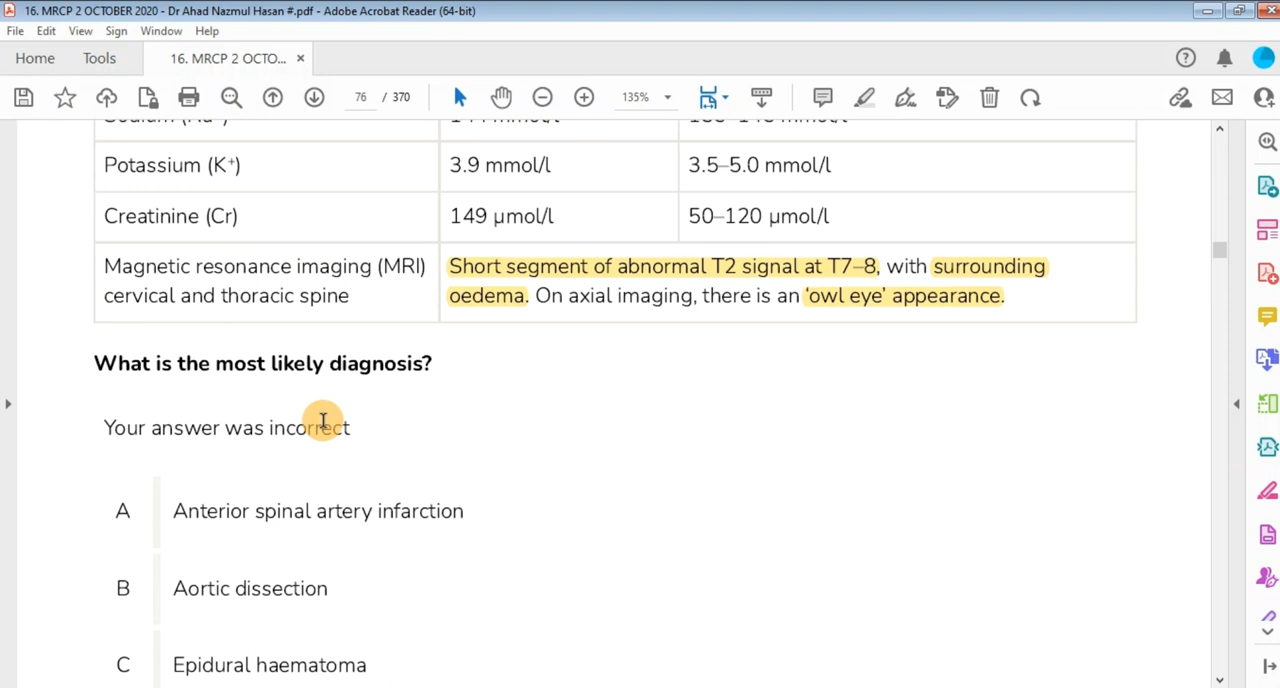 16. MRCP 2 OCTOBER 2020 - Dr Ahad Nazmul Hasan #.pdf - Adobe Acrobat Reader (64-bit)
File Edit View Sign Window Help
Home Tools 16. MRCP 2 OCTO... ×
76 / 370 135%
Potassium (K⁺) 3.9 mmol/l 3.5–5.0 mmol/l
Creatinine (Cr) 149 µmol/l 50–120 µmol/l
Magnetic resonance imaging (MRI) Short segment of abnormal T2 signal at T7–8, with surrounding
cervical and thoracic spine oedema. On axial imaging, there is an ‘owl eye’ appearance.
What is the most likely diagnosis?
Your answer was incorrect
A Anterior spinal artery infarction
B Aortic dissection
C Epidural haematoma